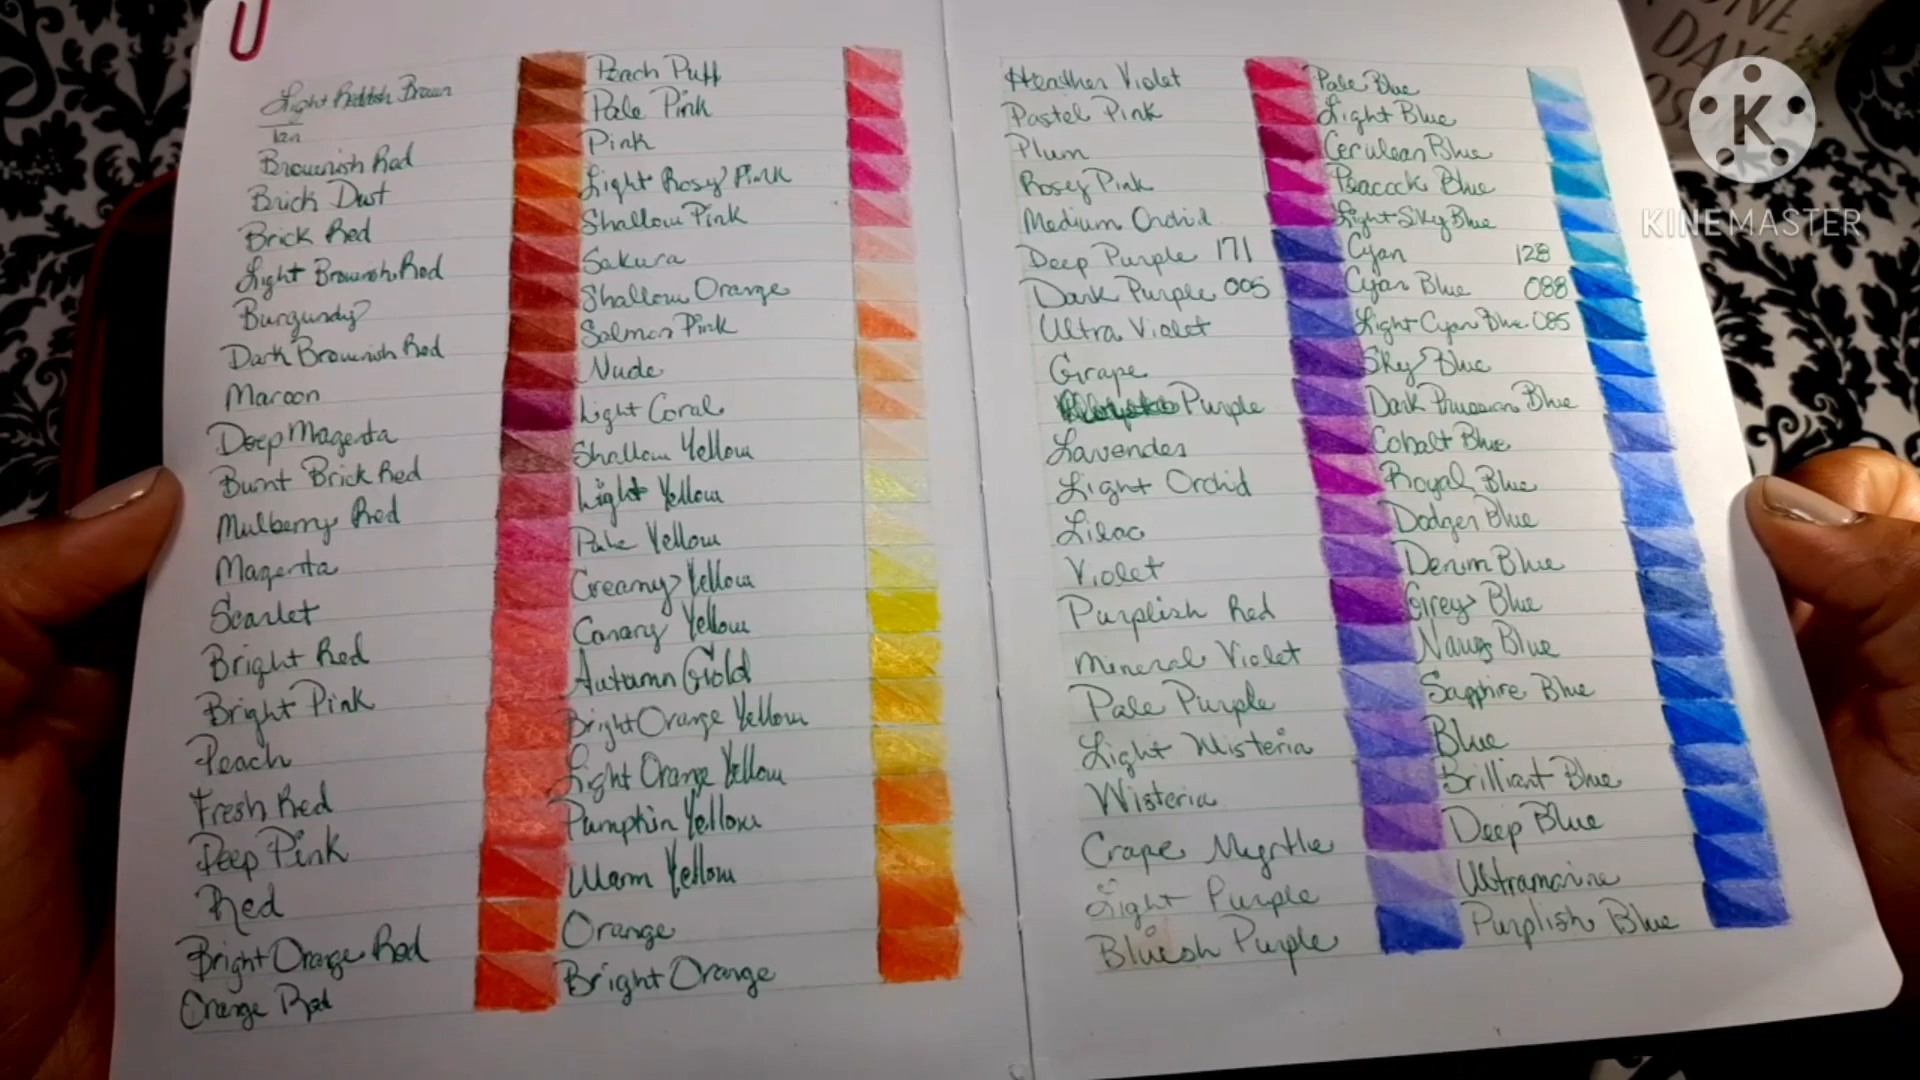 Light Reddish Brown
Brownish Red
Brick Dust
Brick Red
Light Brownish Red
Burgundy
Dark Brownish Red
Maroon
Deep Magenta
Burnt Brick Red
Mulberry Red
Magenta
Scarlet
Bright Red
Bright Pink
Peach
Fresh Red
Deep Pink
Red
Bright Orange Red
Orange Red
Peach Puff
Pale Pink
Pink
Light Rosy Pink
Shallow Pink
Sakura
Shallow Orange
Salmon Pink
Nude
Light Coral
Shallow Yellow
Light Yellow
Pale Yellow
Creamy Yellow
Canary Yellow
Autumn Gold
Bright Orange Yellow
Light Orange Yellow
Pumpkin Yellow
Warm Yellow
Orange
Bright Orange
Heather Violet
Pastel Pink
Plum
Rosey Pink
Medium Orchid
Deep Purple 171
Dark Purple 005
Ultra Violet
Grape
Purple
Lavender
Light Orchid
Lilac
Violet
Purplish Red
Mineral Violet
Pale Purple
Light Wisteria
Wisteria
Crape Myrtle
Light Purple
Blueish Purple
Pale Blue
Light Blue
Cerulean Blue
Peacock Blue
Light Sky Blue
Cyan 128
Cyan Blue 088
Light Cyan Blue 085
Sky Blue
Dark Prussian Blue
Cobalt Blue
Royal Blue
Dodger Blue
Denim Blue
Grey Blue
Navy Blue
Sapphire Blue
Blue
Brilliant Blue
Deep Blue
Ultramarine
Purplish Blue
ONE
DAY
K
KINEMASTER